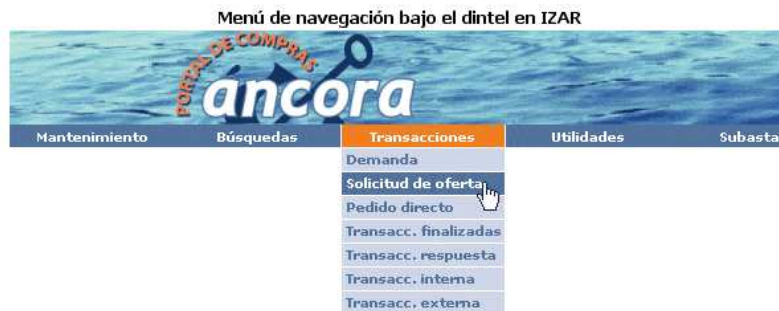 Menú de navegación bajo el dintel en IZAR
PORTAL DE COMPRAS
ancora
Mantenimiento Búsquedas Transacciones Utilidades Subasta
Demanda
Solicitud de oferta
Pedido directo
Transacc. finalizadas
Transacc. respuesta
Transacc. interna
Transacc. externa